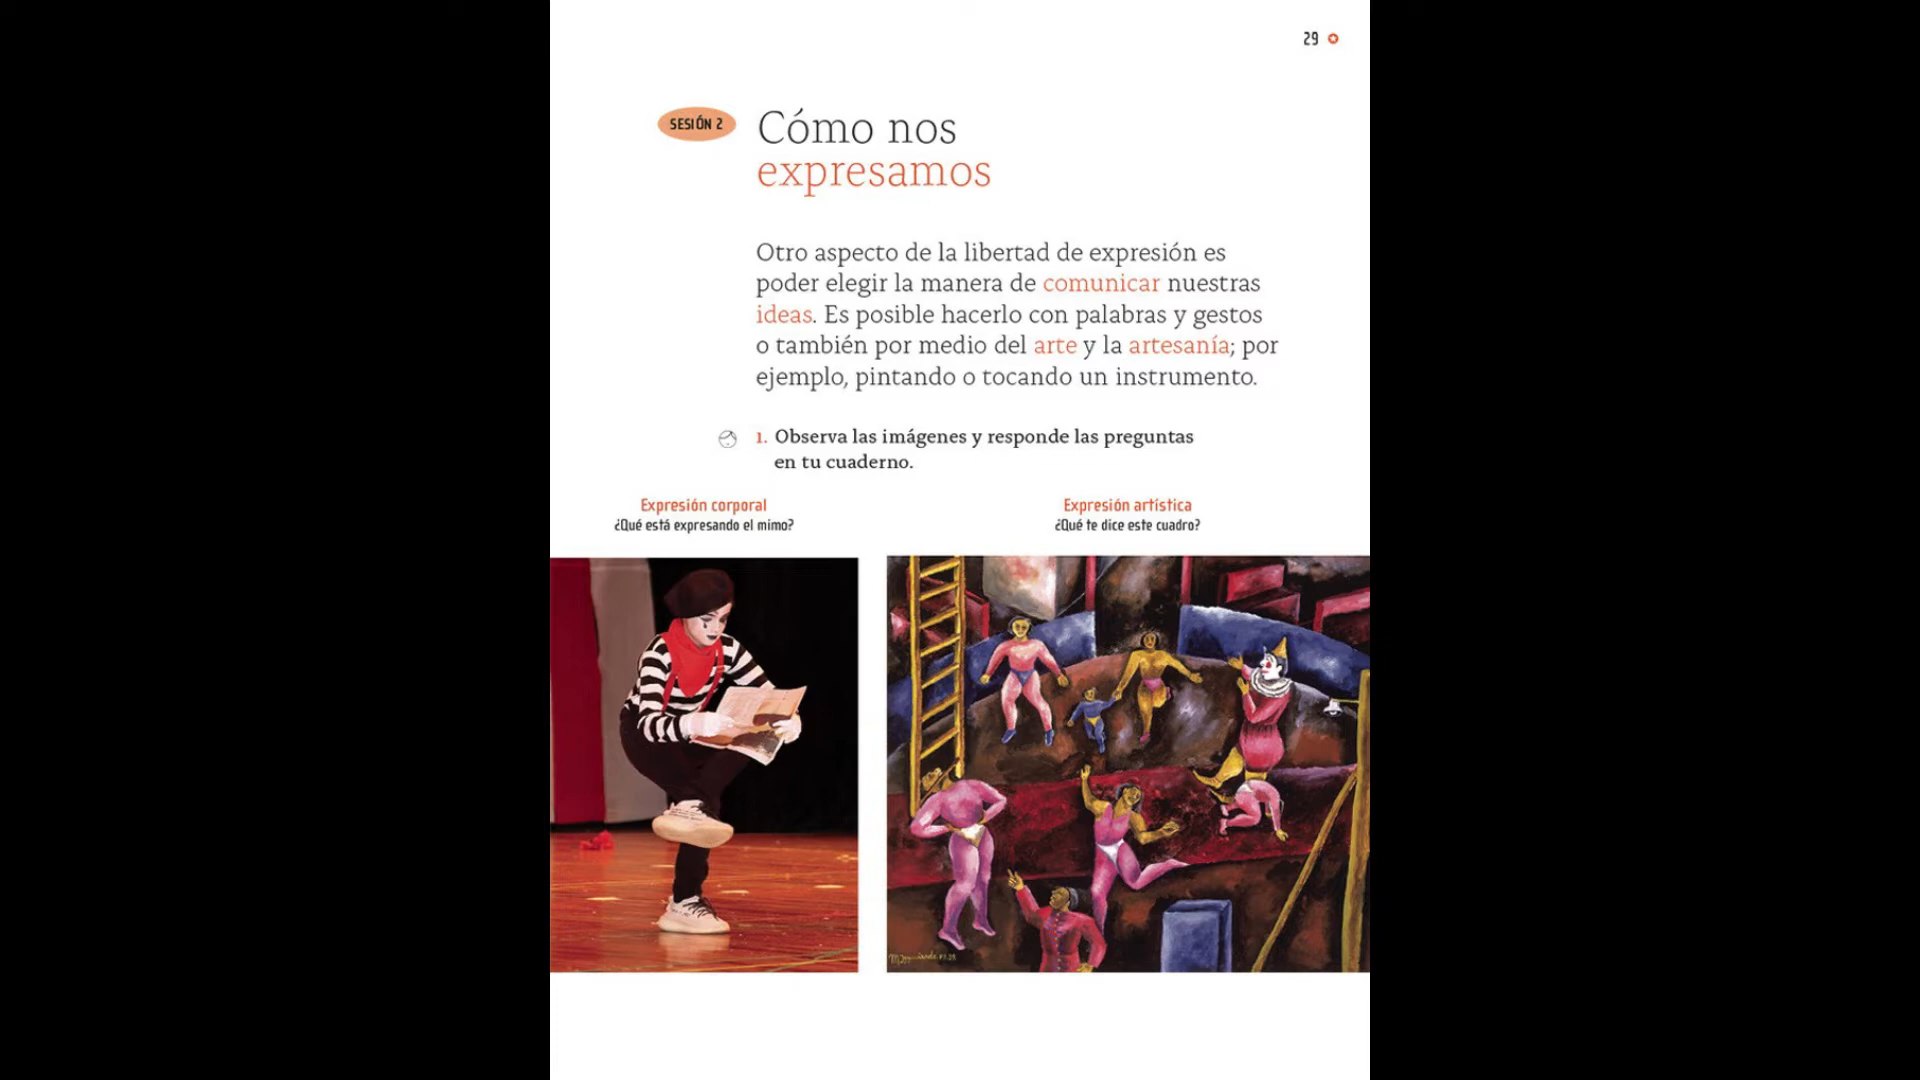 29
SESIÓN 2
Cómo nos
expresamos
Otro aspecto de la libertad de expresión es
poder elegir la manera de comunicar nuestras
ideas. Es posible hacerlo con palabras y gestos
o también por medio del arte y la artesanía; por
ejemplo, pintando o tocando un instrumento.
1. Observa las imágenes y responde las preguntas
en tu cuaderno.
Expresión corporal
¿Qué está expresando el mimo?
Expresión artística
¿Qué te dice este cuadro?